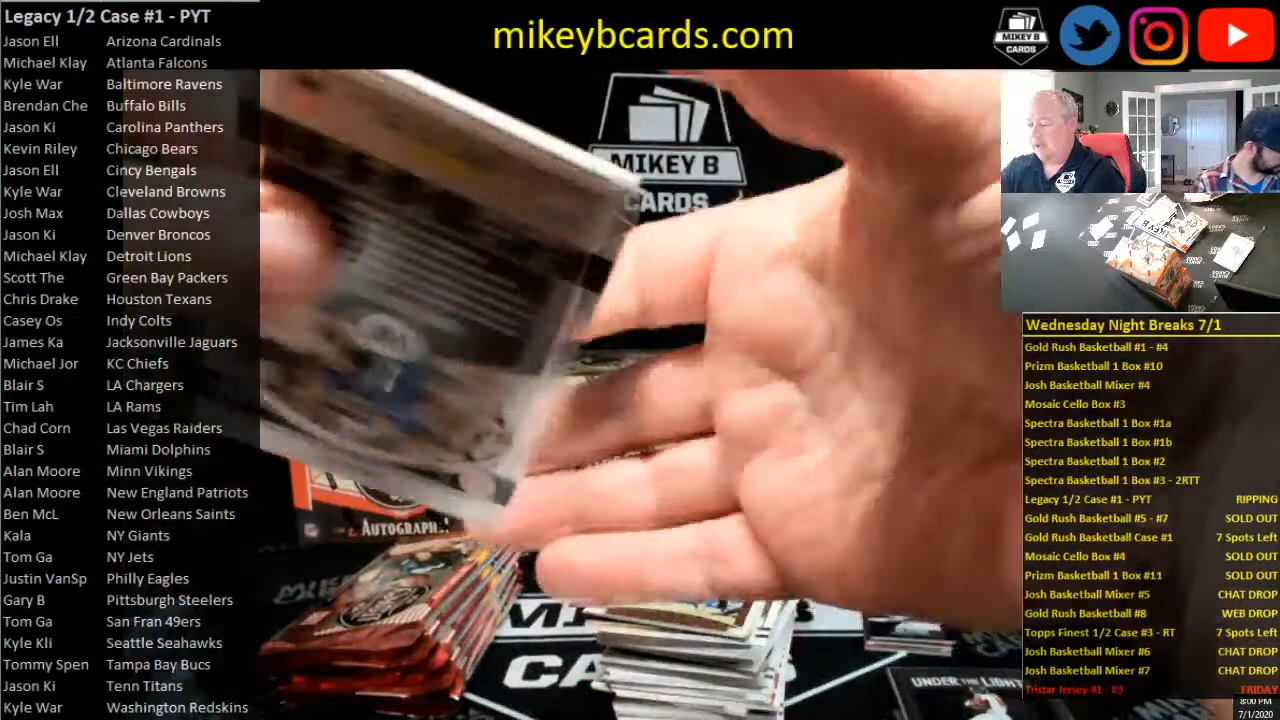 Legacy 1/2 Case #1 - PYT
Jason Ell Arizona Cardinals
Michael Klay Atlanta Falcons
Kyle War Baltimore Ravens
Brendan Che Buffalo Bills
Jason Ki Carolina Panthers
Kevin Riley Chicago Bears
Jason Ell Cincy Bengals
Kyle War Cleveland Browns
Josh Max Dallas Cowboys
Jason Ki Denver Broncos
Michael Klay Detroit Lions
Scott The Green Bay Packers
Chris Drake Houston Texans
Casey Os Indy Colts
James Ka Jacksonville Jaguars
Michael Jor KC Chiefs
Blair S LA Chargers
Tim Lah LA Rams
Chad Corn Las Vegas Raiders
Blair S Miami Dolphins
Alan Moore Minn Vikings
Alan Moore New England Patriots
Ben McL New Orleans Saints
Kala NY Giants
Tom Ga NY Jets
Justin VanSp Philly Eagles
Gary B Pittsburgh Steelers
Tom Ga San Fran 49ers
Kyle Kli Seattle Seahawks
Tommy Spen Tampa Bay Bucs
Jason Ki Tenn Titans
Kyle War Washington Redskins
mikeybcards.com
MIKEY B
CARDS
MIKEY B
CARDS
AUTOGRAPH
UNDER THE LIGHTS
Wednesday Night Breaks 7/1
Gold Rush Basketball #1 - #4
Prizm Basketball 1 Box #10
Josh Basketball Mixer #4
Mosaic Cello Box #3
Spectra Basketball 1 Box #1a
Spectra Basketball 1 Box #1b
Spectra Basketball 1 Box #2
Spectra Basketball 1 Box #3 - 2RTT
Legacy 1/2 Case #1 - PYT RIPPING
Gold Rush Basketball #5 - #7 SOLD OUT
Gold Rush Basketball Case #1 7 Spots Left
Mosaic Cello Box #4 SOLD OUT
Prizm Basketball 1 Box #11 SOLD OUT
Josh Basketball Mixer #5 CHAT DROP
Gold Rush Basketball #8 WEB DROP
Topps Finest 1/2 Case #3 - RT 7 Spots Left
Josh Basketball Mixer #6 CHAT DROP
Josh Basketball Mixer #7 CHAT DROP
Tristar Jersey #1 - #3 FRIDAY
8:00 PM
7/1/2020